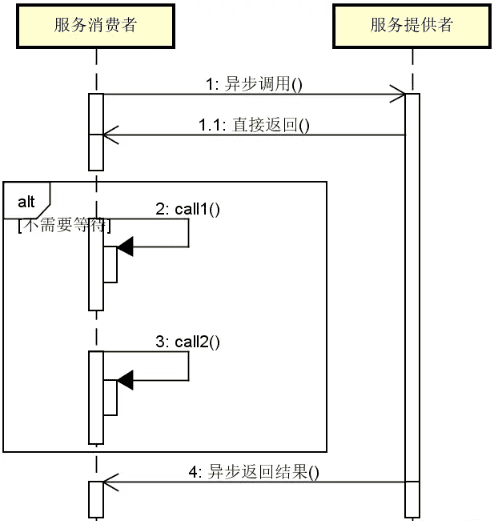 服务消费者
服务提供者
1: 异步调用()
1.1: 直接返回()
alt
2: call1()
[不需要等待]
3: call2()
4: 异步返回结果()